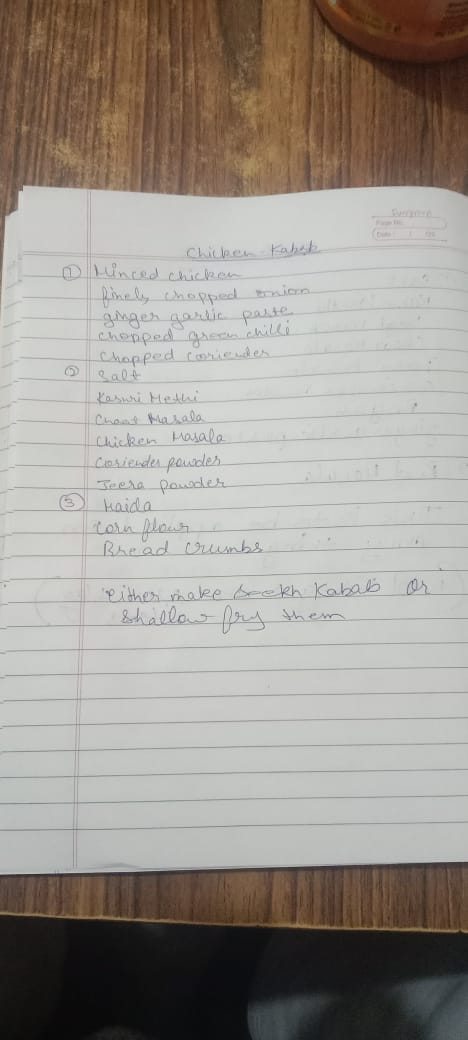 Page No.
Date: / /20
Chicken-Kabab
① Minced chicken
finely chopped onion
ginger garlic paste
chopped green chilli
chopped coriender
② Salt
Kasuri Methi
Chaat Masala
Chicken Masala
Coriender powder
Jeera powder
③ Maida
Corn flour
Bread crumbs
either make Seekh Kabab or
shallow fry them